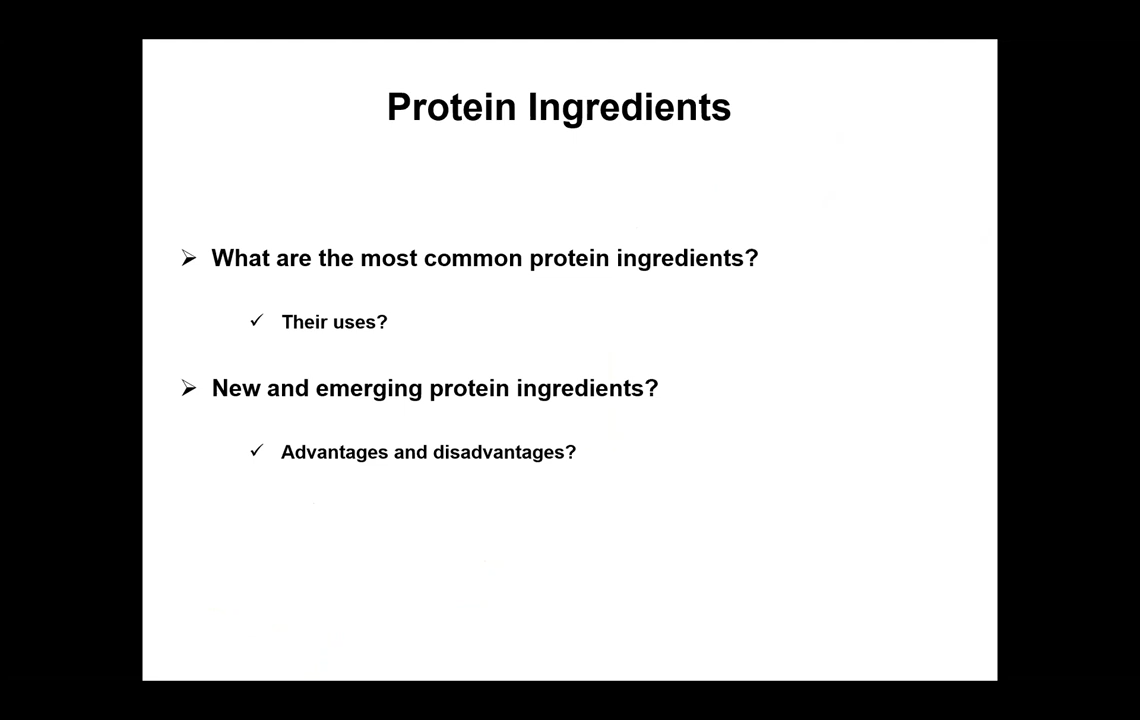 Protein Ingredients
➢ What are the most common protein ingredients?
✓ Their uses?
➢ New and emerging protein ingredients?
✓ Advantages and disadvantages?